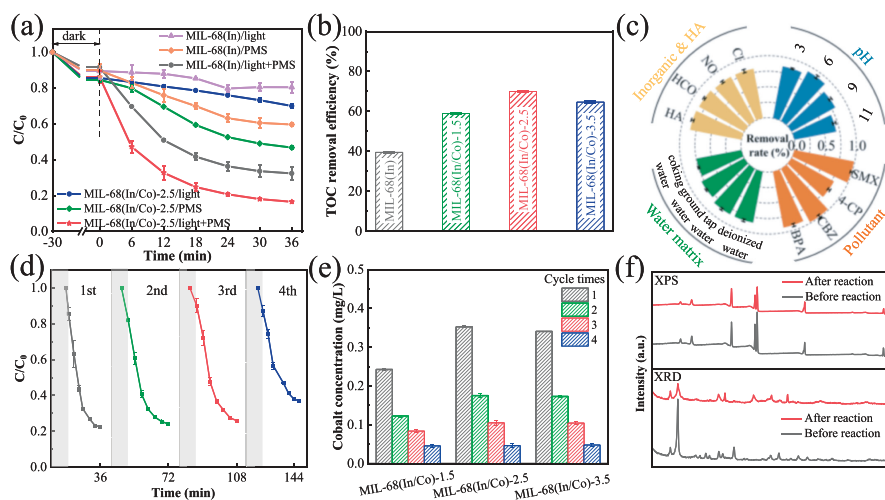 (a)
dark
MIL-68(In)/light
MIL-68(In)/PMS
MIL-68(In)/light+PMS
MIL-68(In/Co)-2.5/light
MIL-68(In/Co)-2.5/PMS
MIL-68(In/Co)-2.5/light+PMS
C/C0
1.0
0.8
0.6
0.4
0.2
0.0
-30
0
6
12
18
24
30
36
Time (min)
(b)
TOC removal efficiency (%)
100
80
60
40
20
0
MIL-68(In)
MIL-68(In/Co)-1.5
MIL-68(In/Co)-2.5
MIL-68(In/Co)-3.5
(c)
Inorganic & HA
HA
HCO
NO
Cl
pH
3
6
9
11
Removal
rate (%)
0.0
0.5
1.0
Pollutant
SMX
4-CP
CBZ
BPA
Water matrix
coking water
ground water
tap water
deionized water
(d)
C/C0
1.0
0.8
0.6
0.4
0.2
0.0
1st
2nd
3rd
4th
36
72
108
144
Time (min)
(e)
Cobalt concentration (mg/L)
0.5
0.4
0.3
0.2
0.1
0.0
Cycle times
1
2
3
4
MIL-68(In/Co)-1.5
MIL-68(In/Co)-2.5
MIL-68(In/Co)-3.5
(f)
Intensity (a.u.)
XPS
After reaction
Before reaction
XRD
After reaction
Before reaction